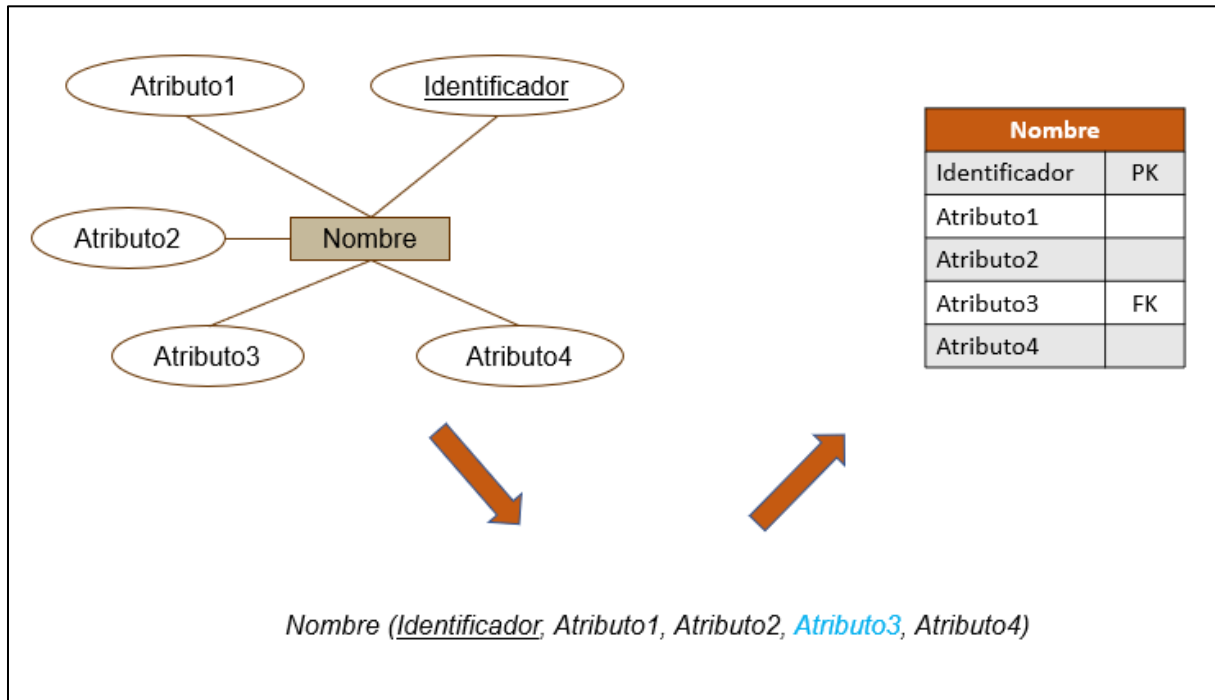 Atributo1
Identificador
Atributo2
Nombre
Atributo3
Atributo4
Nombre
Identificador PK
Atributo1
Atributo2
Atributo3 FK
Atributo4
Nombre (Identificador, Atributo1, Atributo2, Atributo3, Atributo4)